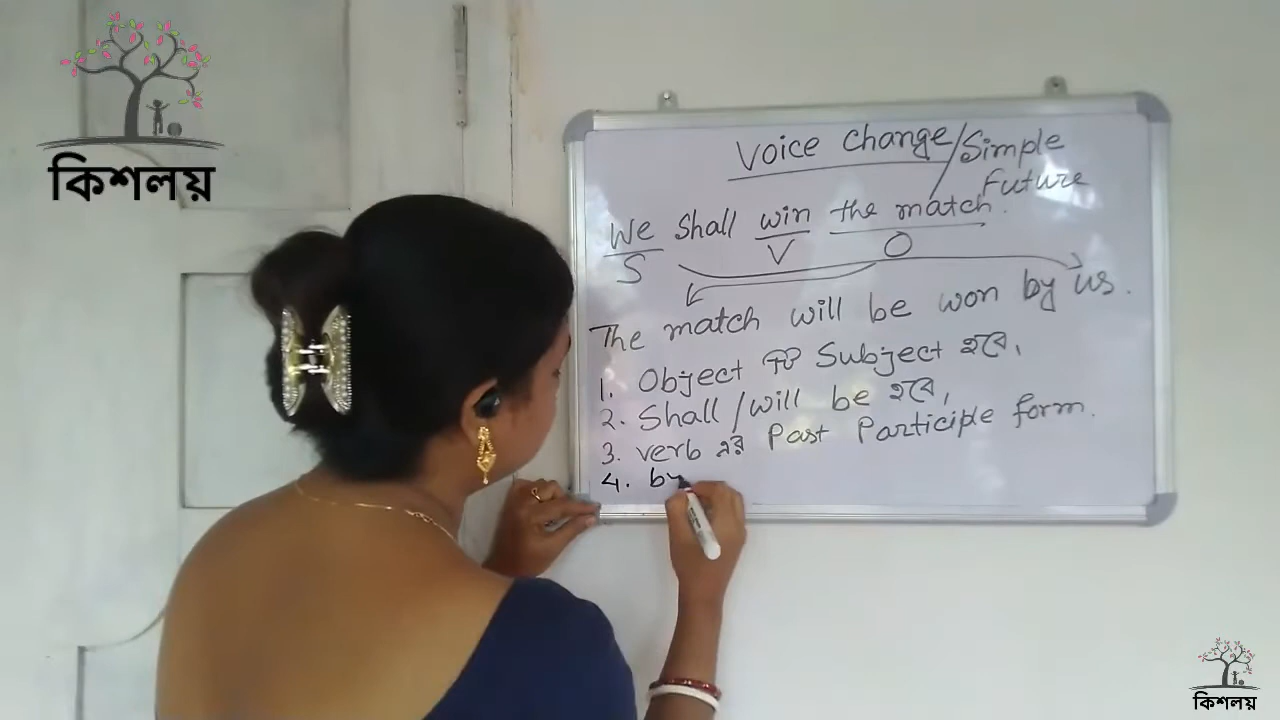 কিশলয়
Voice Change/Simple
Future
We Shall win the match.
S V O
The match will be won by us.
1. Object টি Subject হবে,
2. Shall/will be হবে,
3. verb এর Past Participle form.
4. by
কিশলয়